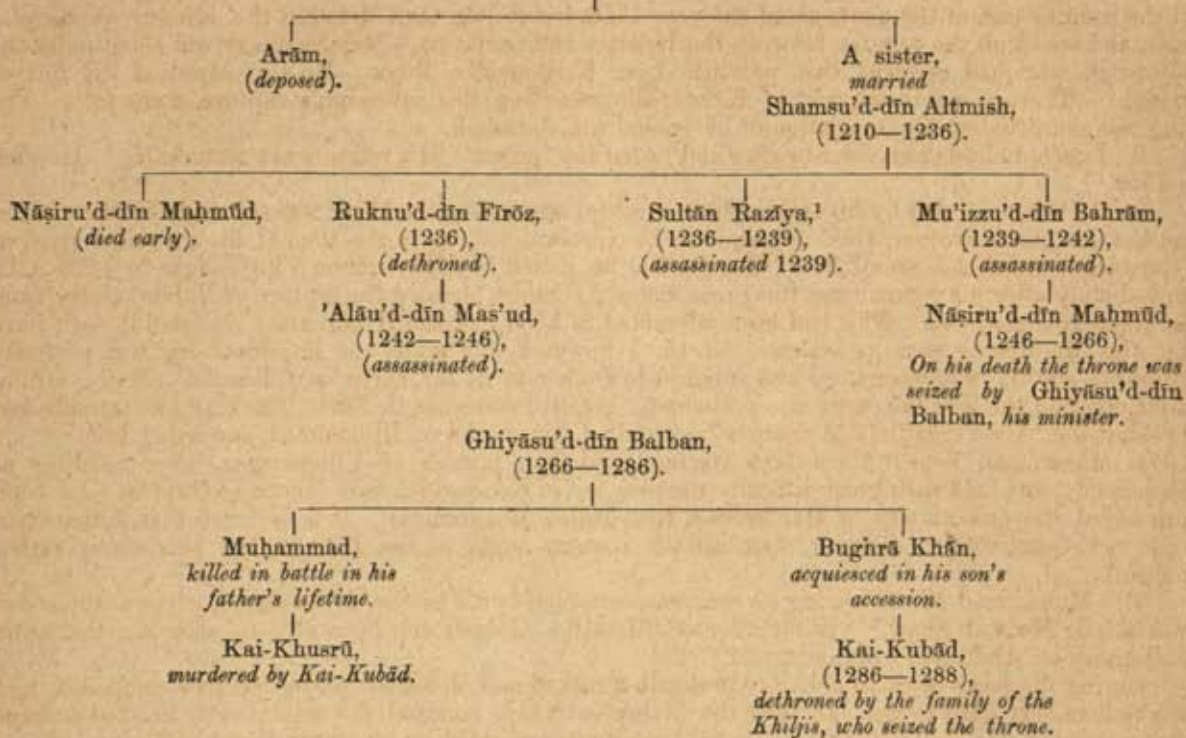 Arām,
(deposed).
A sister,
married
Shamsu'd-dīn Altmish,
(1210—1236).
Nāṣiru'd-dīn Maḥmūd,
(died early).
Ruknu'd-dīn Fīrōz,
(1236),
(dethroned).
Sultān Razīya,¹
(1236—1239),
(assassinated 1239).
Mu'izzu'd-dīn Bahrām,
(1239—1242),
(assassinated).
'Alāu'd-dīn Mas'ud,
(1242—1246),
(assassinated).
Nāṣiru'd-dīn Maḥmūd,
(1246—1266),
On his death the throne was
seized by Ghiyāsu'd-dīn
Balban, his minister.
Ghiyāsu'd-dīn Balban,
(1266—1286).
Muḥammad,
killed in battle in his
father's lifetime.
Bughrā Khān,
acquiesced in his son's
accession.
Kai-Khusrū,
murdered by Kai-Kubād.
Kai-Kubād,
(1286—1288),
dethroned by the family of the
Khiljis, who seized the throne.